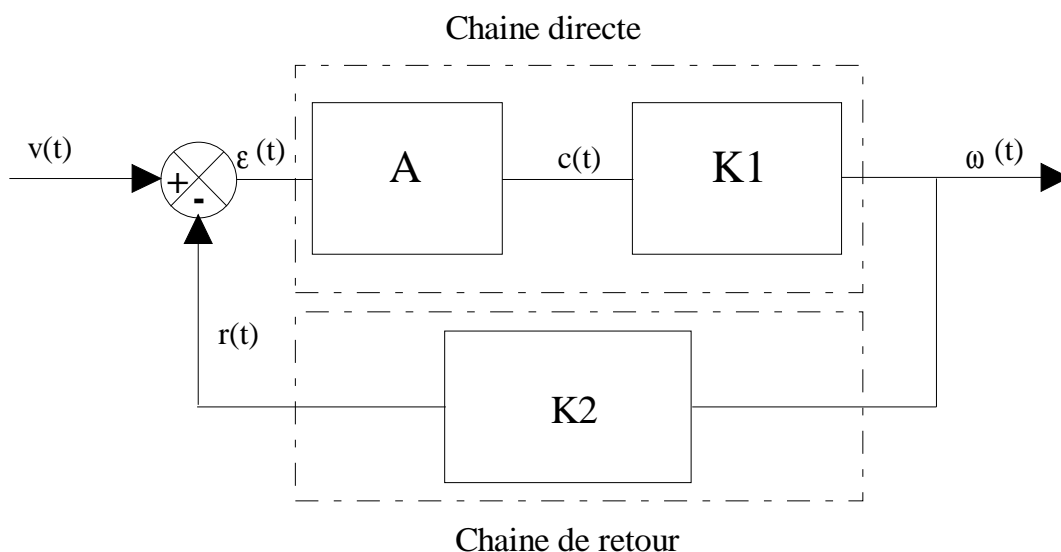 Chaine directe
v(t)
+
-
ε (t)
A
c(t)
K1
ω (t)
r(t)
K2
Chaine de retour